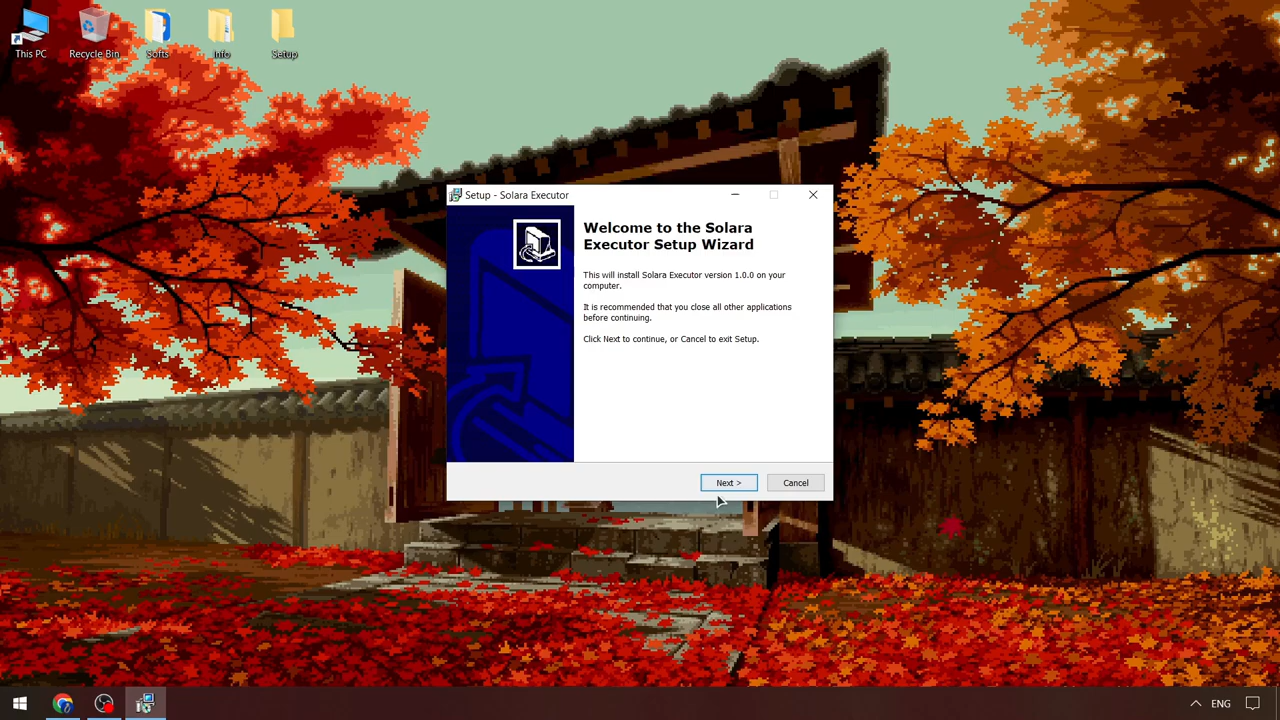 This PC
Recycle Bin
Softs
Info
Setup
Setup - Solara Executor
Welcome to the Solara
Executor Setup Wizard
This will install Solara Executor version 1.0.0 on your
computer.
It is recommended that you close all other applications
before continuing.
Click Next to continue, or Cancel to exit Setup.
Next >
Cancel
ENG